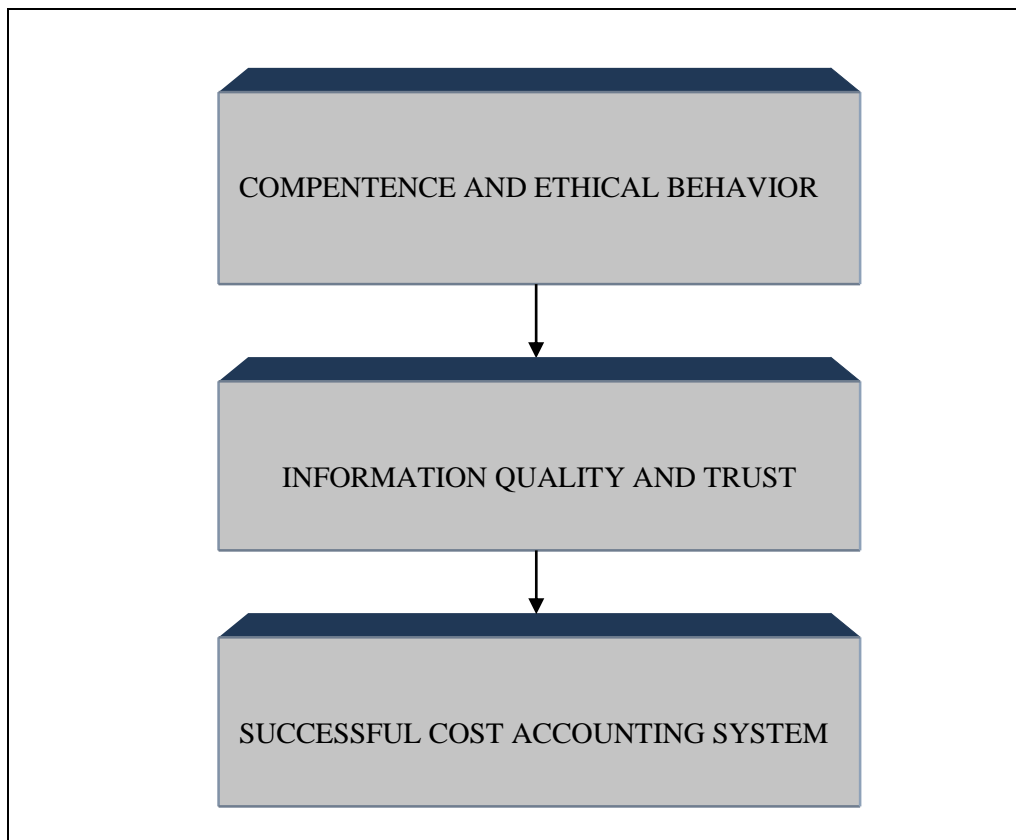 COMPENTENCE AND ETHICAL BEHAVIOR
INFORMATION QUALITY AND TRUST
SUCCESSFUL COST ACCOUNTING SYSTEM